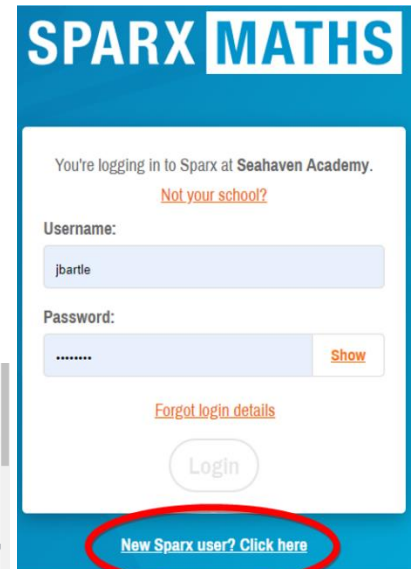 SPARX MATHS
You're logging in to Sparx at Seahaven Academy.
Not your school?
Username:
jbartle
Password:
........
Show
Forgot login details
Login
New Sparx user? Click here